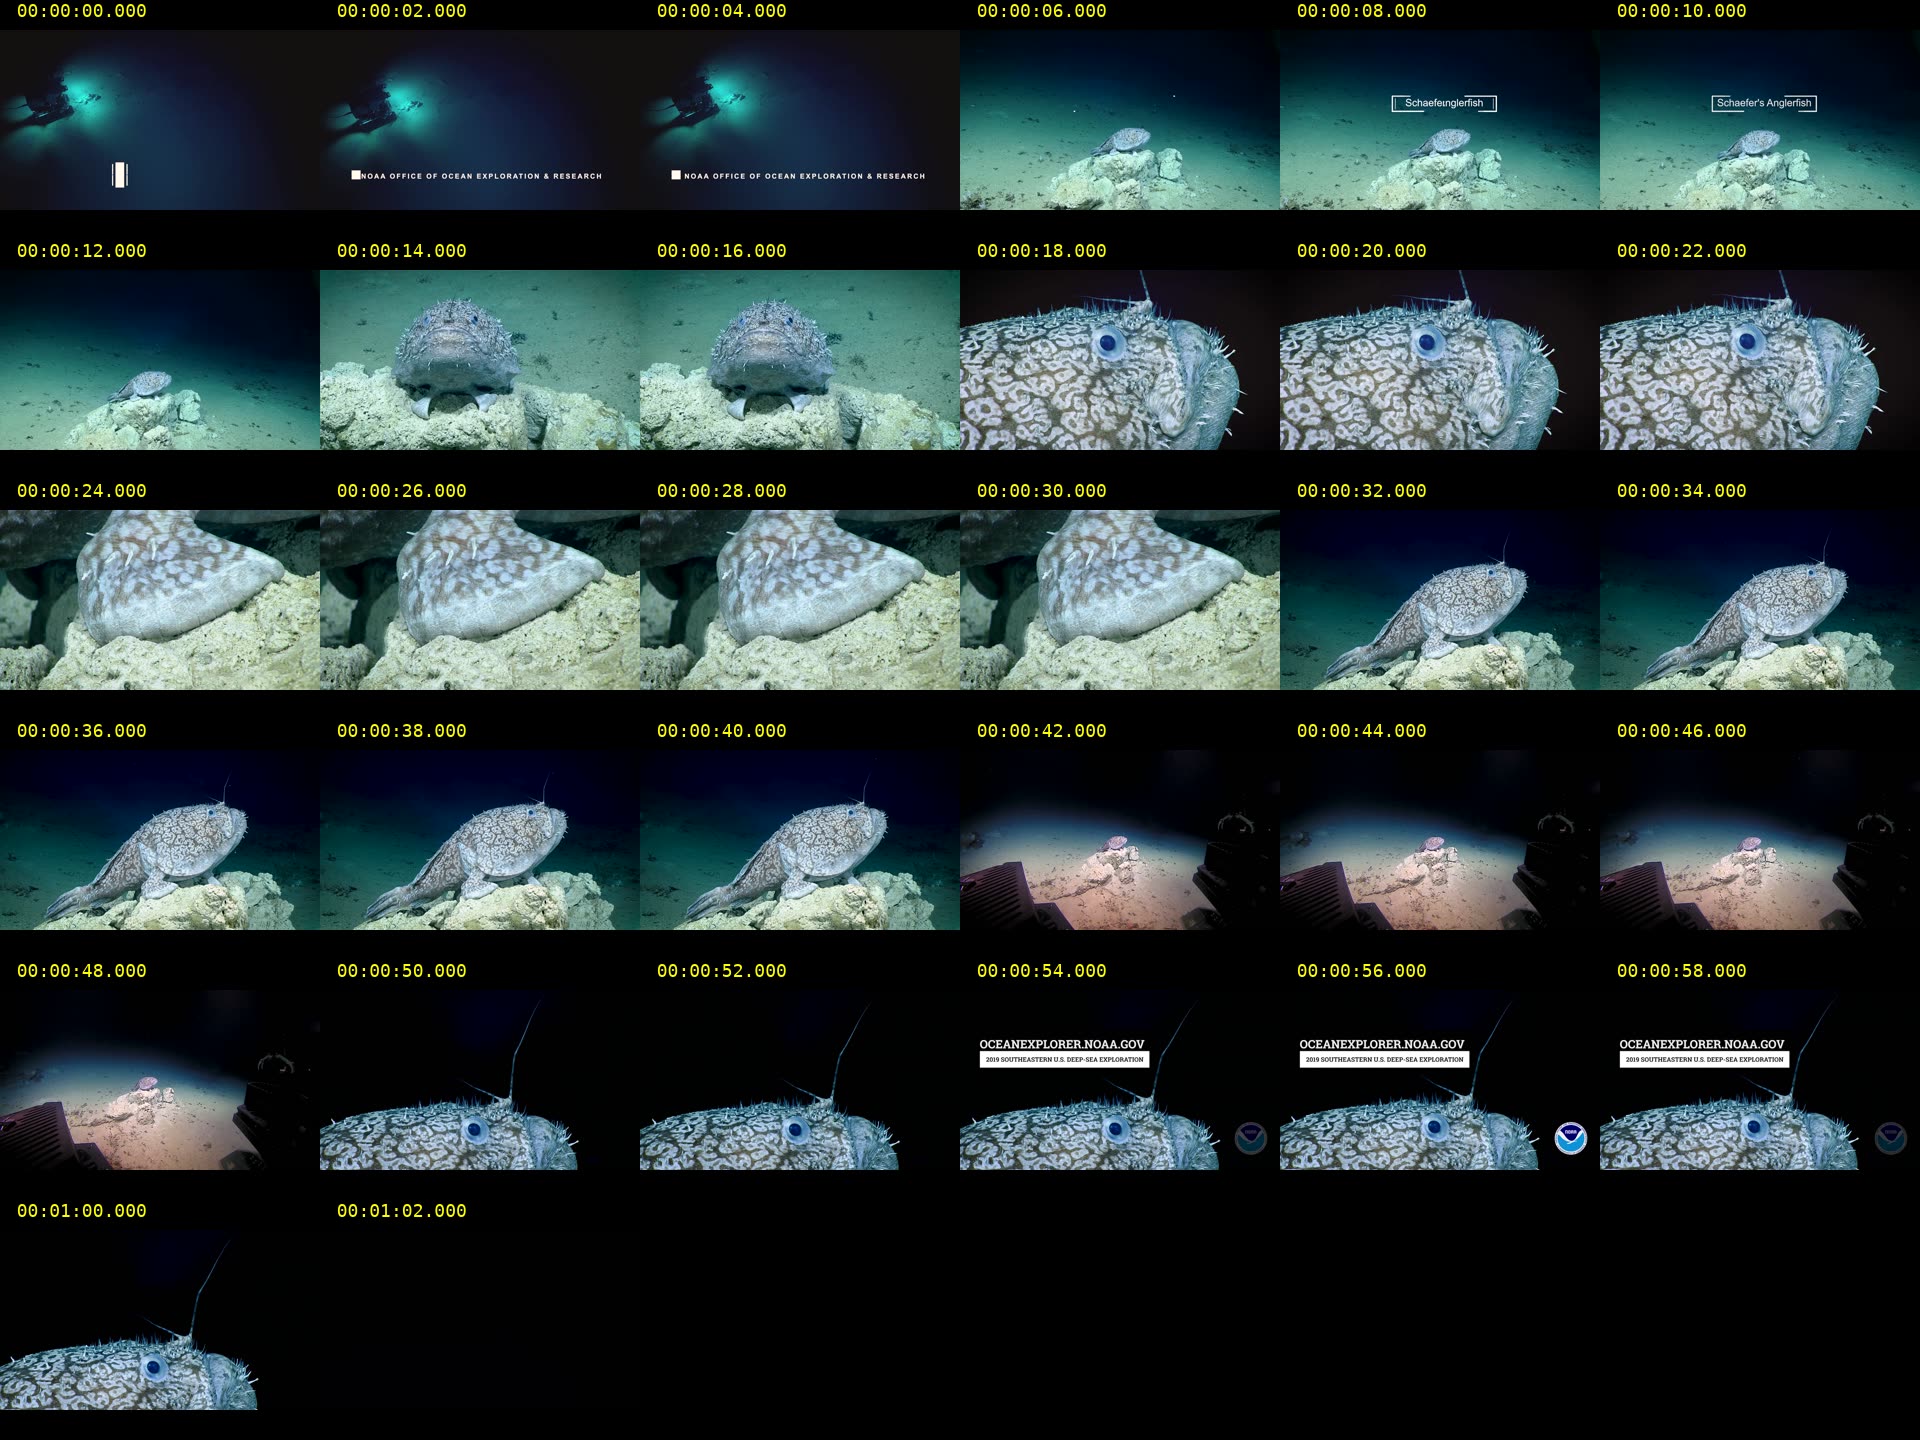 00:00:00.000
00:00:02.000
00:00:04.000
00:00:06.000
00:00:08.000
00:00:10.000
NOAA OFFICE OF OCEAN EXPLORATION & RESEARCH
NOAA OFFICE OF OCEAN EXPLORATION & RESEARCH
Schaefeınglerfish
Schaefer's Anglerfish
00:00:12.000
00:00:14.000
00:00:16.000
00:00:18.000
00:00:20.000
00:00:22.000
00:00:24.000
00:00:26.000
00:00:28.000
00:00:30.000
00:00:32.000
00:00:34.000
00:00:36.000
00:00:38.000
00:00:40.000
00:00:42.000
00:00:44.000
00:00:46.000
00:00:48.000
00:00:50.000
00:00:52.000
00:00:54.000
00:00:56.000
00:00:58.000
OCEANEXPLORER.NOAA.GOV
2019 SOUTHEASTERN U.S. DEEP-SEA EXPLORATION
OCEANEXPLORER.NOAA.GOV
2019 SOUTHEASTERN U.S. DEEP-SEA EXPLORATION
NOAA
OCEANEXPLORER.NOAA.GOV
2019 SOUTHEASTERN U.S. DEEP-SEA EXPLORATION
00:01:00.000
00:01:02.000